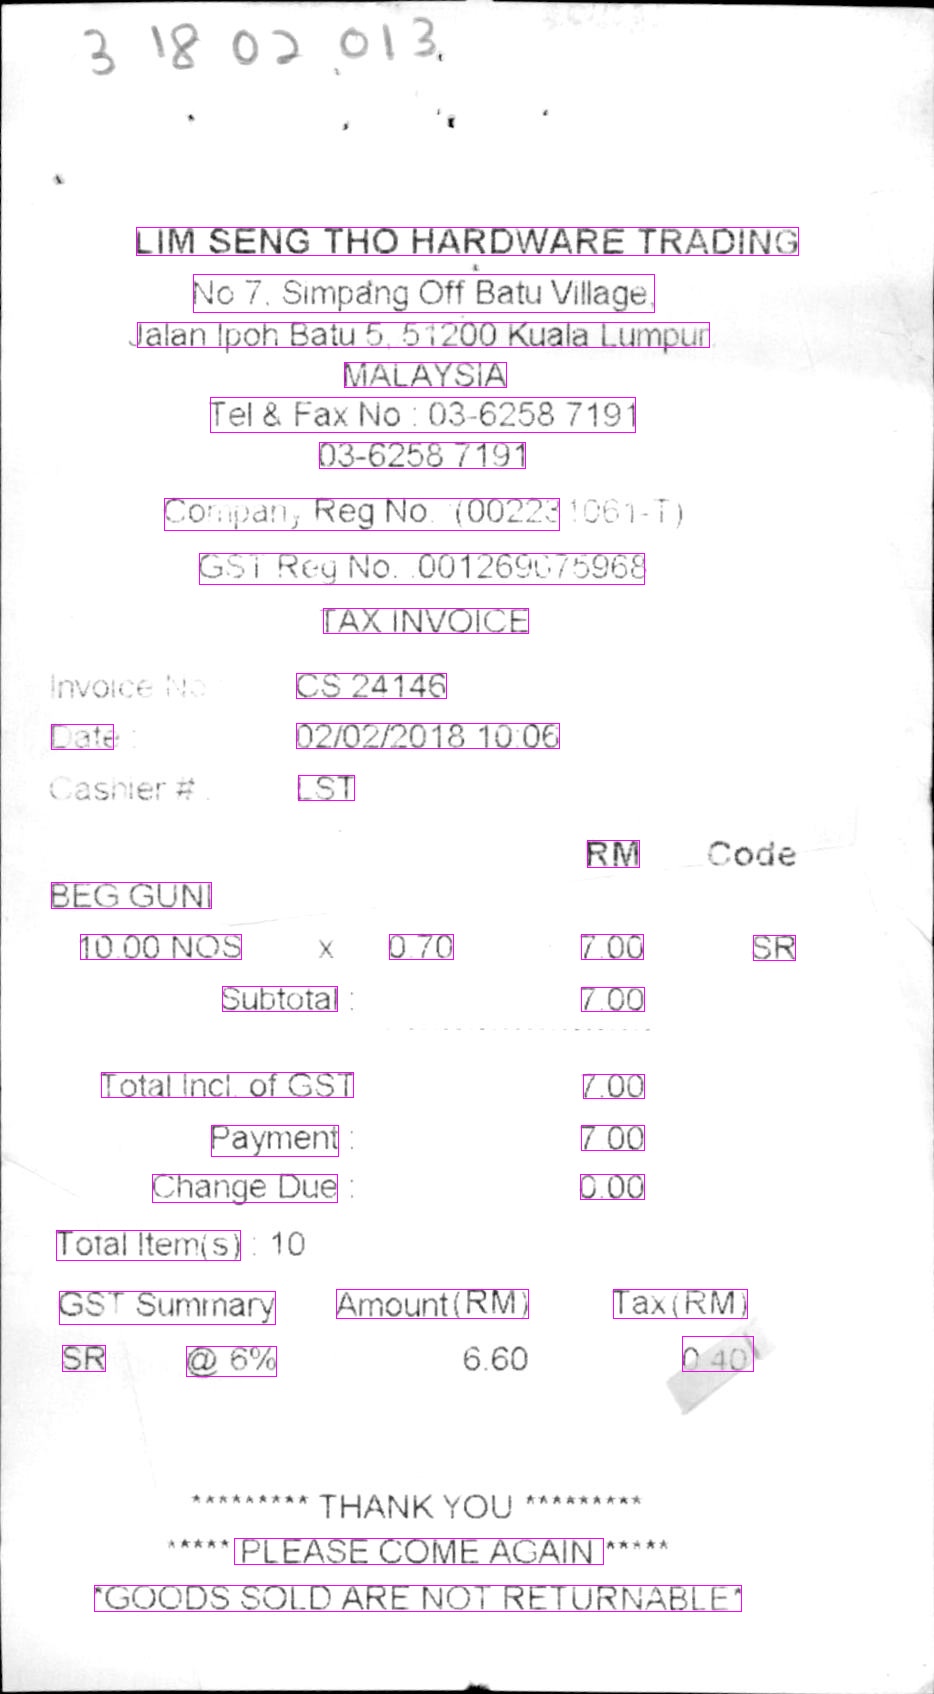 3 18 02 013
LIM SENG THO HARDWARE TRADING
No 7, Simpang Off Batu Village,
Jalan Ipoh Batu 5, 51200 Kuala Lumpur,
MALAYSIA
Tel & Fax No : 03-6258 7191
03-6258 7191
Company Reg No. (002231061-T)
GST Reg No. 001269075968
TAX INVOICE
Invoice No : CS 24146
Date : 02/02/2018 10:06
Cashier # : LST
RM Code
BEG GUNI
10.00 NOS x 0.70 7.00 SR
Subtotal : 7.00
Total Incl. of GST 7.00
Payment : 7.00
Change Due : 0.00
Total Item(s) : 10
GST Summary Amount(RM) Tax(RM)
SR @ 6% 6.60 0.40
********* THANK YOU *********
***** PLEASE COME AGAIN *****
*GOODS SOLD ARE NOT RETURNABLE*